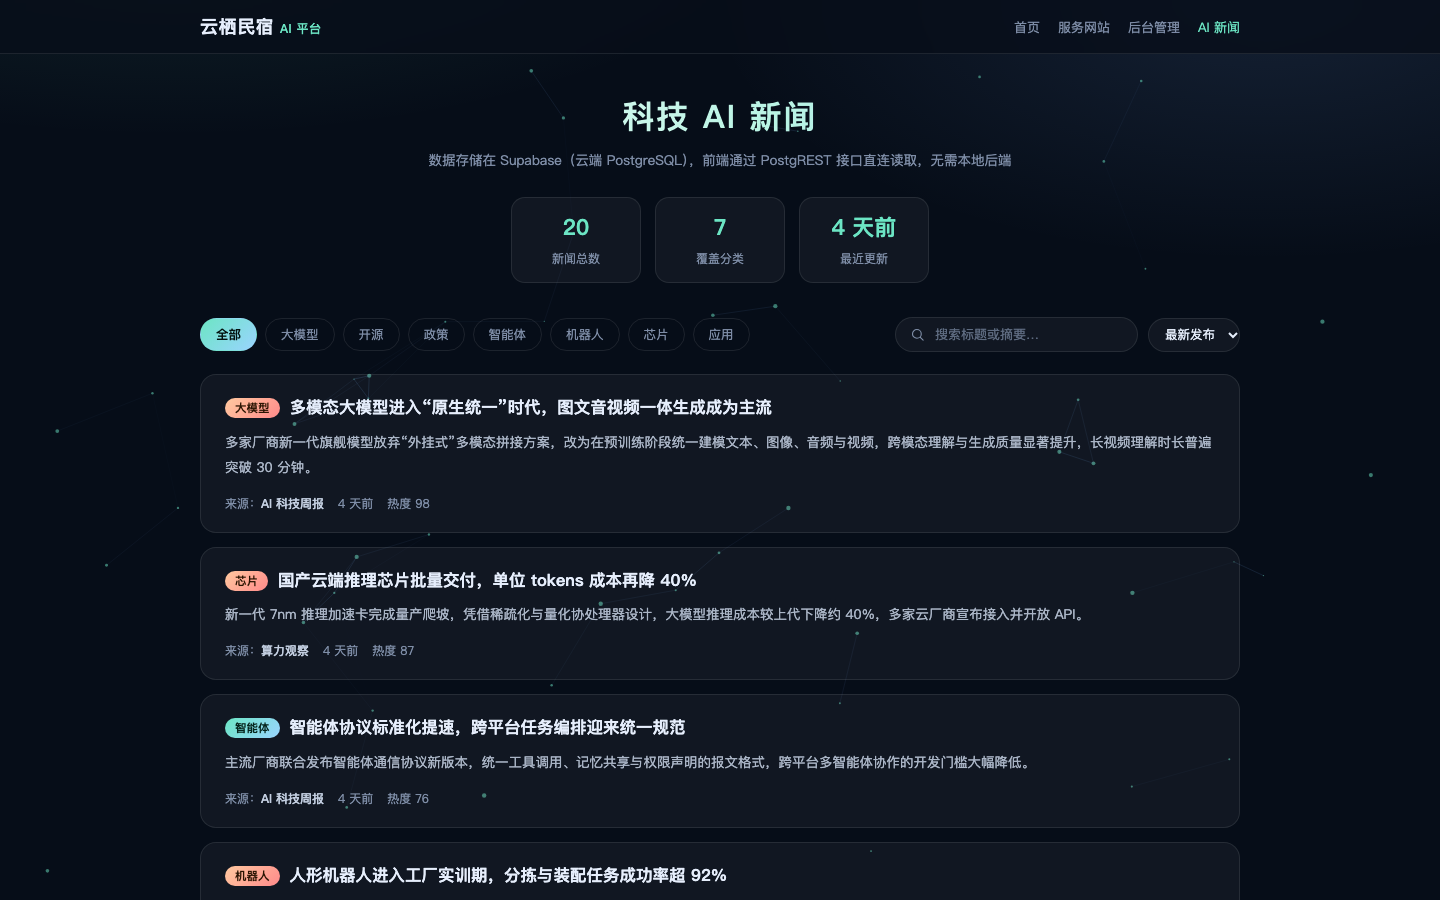 云栖民宿 AI 平台
首页 服务网站 后台管理 AI 新闻
科技 AI 新闻
数据存储在 Supabase（云端 PostgreSQL），前端通过 PostgREST 接口直连读取，无需本地后端
20 7 4 天前
新闻总数 覆盖分类 最近更新
全部 大模型 开源 政策 智能体 机器人 芯片 应用 搜索标题或摘要... 最新发布
大模型 多模态大模型进入“原生统一”时代，图文音视频一体生成成为主流
多家厂商新一代旗舰模型放弃“外挂式”多模态拼接方案，改为在预训练阶段统一建模文本、图像、音频与视频，跨模态理解与生成质量显著提升，长视频理解时长普遍
突破 30 分钟。
来源：AI 科技周报 4 天前 热度 98
芯片 国产云端推理芯片批量交付，单位 tokens 成本再降 40%
新一代 7nm 推理加速卡完成量产爬坡，凭借稀疏化与量化协处理器设计，大模型推理成本较上代下降约 40%，多家云厂商宣布接入并开放 API。
来源：算力观察 4 天前 热度 87
智能体 智能体协议标准化提速，跨平台任务编排迎来统一规范
主流厂商联合发布智能体通信协议新版本，统一工具调用、记忆共享与权限声明的报文格式，跨平台多智能体协作的开发门槛大幅降低。
来源：AI 科技周报 4 天前 热度 76
机器人 人形机器人进入工厂实训期，分拣与装配任务成功率超 92%